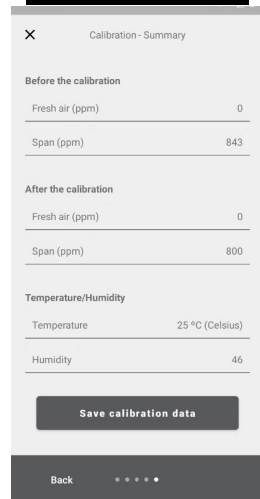 Calibration - Summary
Before the calibration
Fresh air (ppm) 0
Span (ppm) 843
After the calibration
Fresh air (ppm) 0
Span (ppm) 800
Temperature/Humidity
Temperature 25 ºC (Celsius)
Humidity 46
Save calibration data
Back